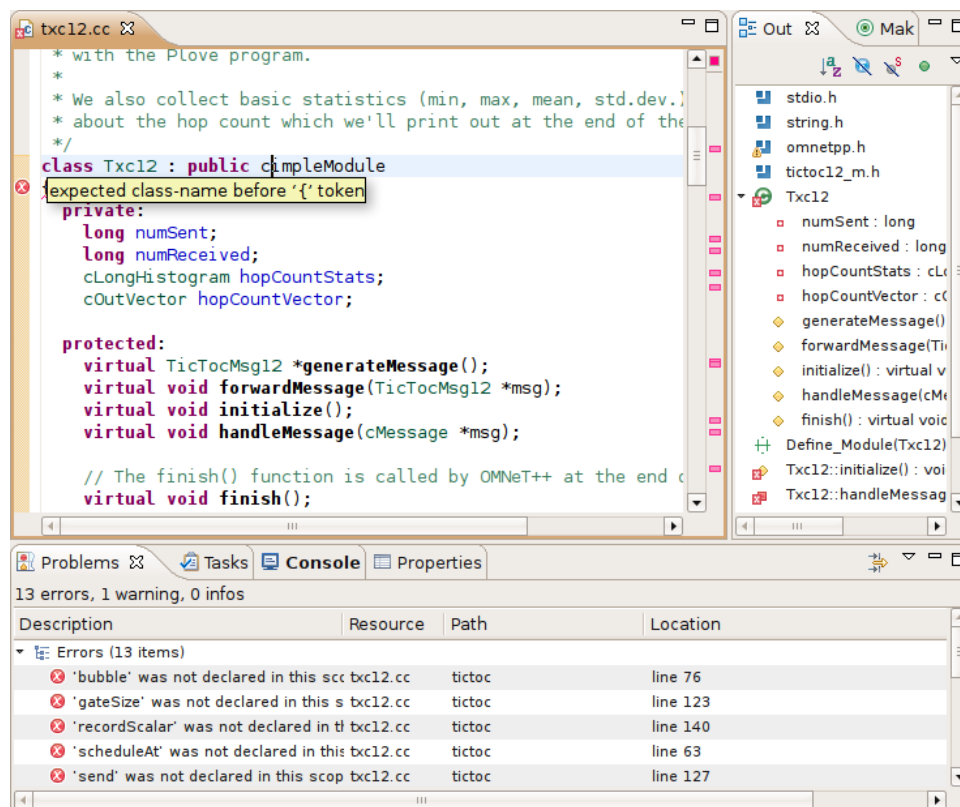 txc12.cc
* with the Plove program.
*
* We also collect basic statistics (min, max, mean, std.dev.)
* about the hop count which we'll print out at the end of the
*/
class Txc12 : public cimpleModule
expected class-name before ‘{’ token
private:
long numSent;
long numReceived;
cLongHistogram hopCountStats;
cOutVector hopCountVector;
protected:
virtual TicTocMsg12 *generateMessage();
virtual void forwardMessage(TicTocMsg12 *msg);
virtual void initialize();
virtual void handleMessage(cMessage *msg);
// The finish() function is called by OMNeT++ at the end o
virtual void finish();
Out Mak
stdio.h
string.h
omnetpp.h
tictoc12_m.h
Txc12
numSent : long
numReceived : long
hopCountStats : cLo
hopCountVector : cO
generateMessage()
forwardMessage(Ti
initialize() : virtual v
handleMessage(cMe
finish() : virtual void
Define_Module(Txc12)
Txc12::initialize() : voi
Txc12::handleMessag
Problems Tasks Console Properties
13 errors, 1 warning, 0 infos
Description Resource Path Location
Errors (13 items)
‘bubble’ was not declared in this sco txc12.cc tictoc line 76
‘gateSize’ was not declared in this s txc12.cc tictoc line 123
‘recordScalar’ was not declared in th txc12.cc tictoc line 140
‘scheduleAt’ was not declared in this txc12.cc tictoc line 63
‘send’ was not declared in this scop txc12.cc tictoc line 127